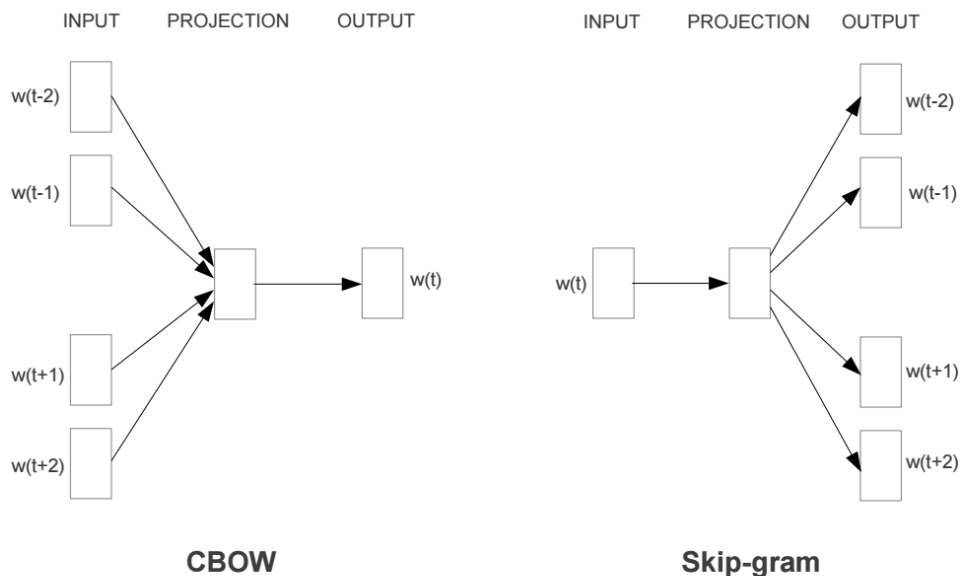 INPUT PROJECTION OUTPUT
w(t-2)
w(t-1)
w(t+1)
w(t+2)
w(t)
CBOW
INPUT PROJECTION OUTPUT
w(t)
w(t-2)
w(t-1)
w(t+1)
w(t+2)
Skip-gram